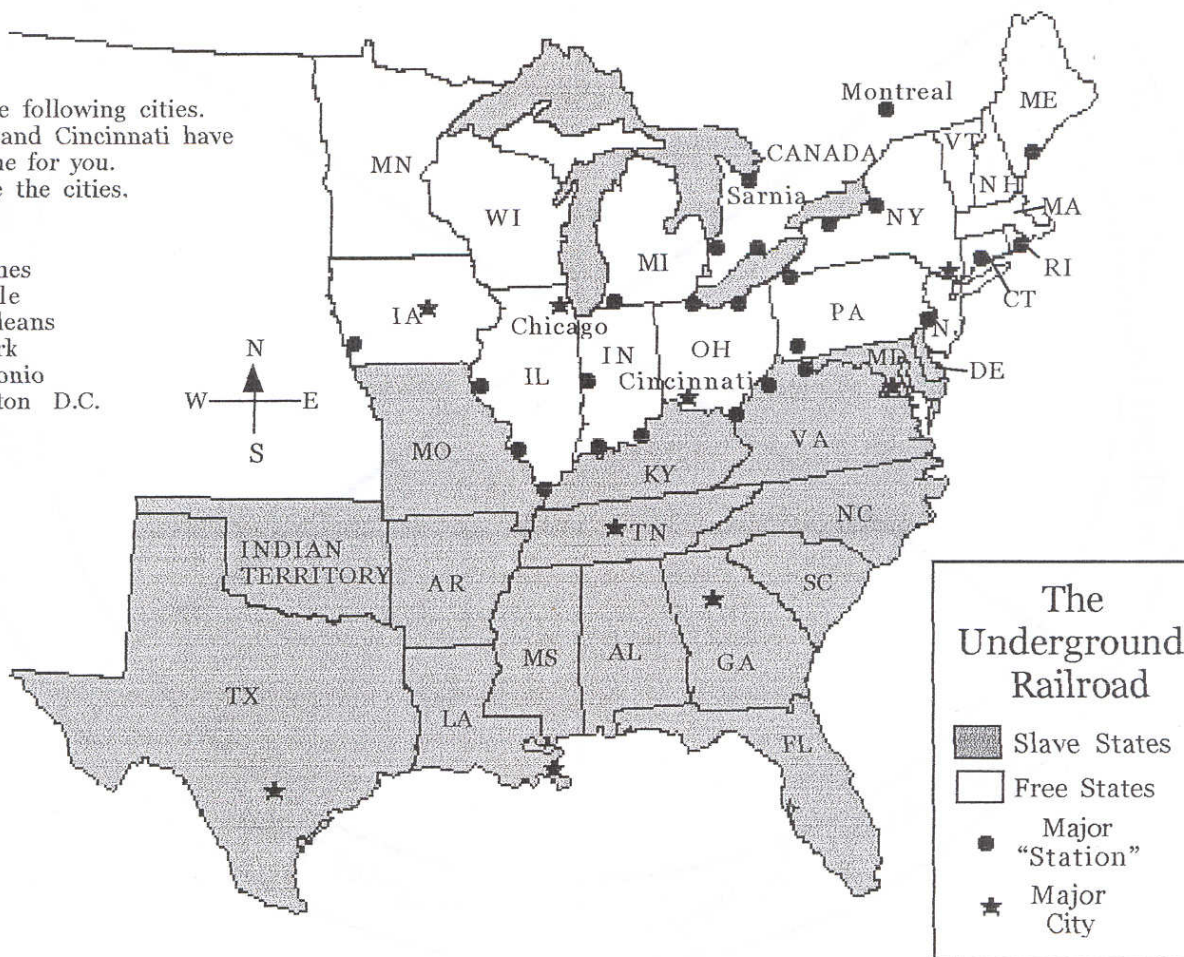 e following cities.
and Cincinnati have
ne for you.
e the cities.
nes
le
leans
rk
onio
ton D.C.
N
W E
S
Montreal
ME
VT
NH
CANADA
Sarnia
MN
WI
MI
NY
MA
RI
CT
IA
Chicago
PA
N.
IL
IN
OH
Cincinnati
MD
DE
MO
KY
VA
INDIAN
TERRITORY
AR
TN
NC
SC
MS
AL
GA
TX
LA
FL
The
Underground
Railroad
Slave States
Free States
Major
"Station"
Major
City